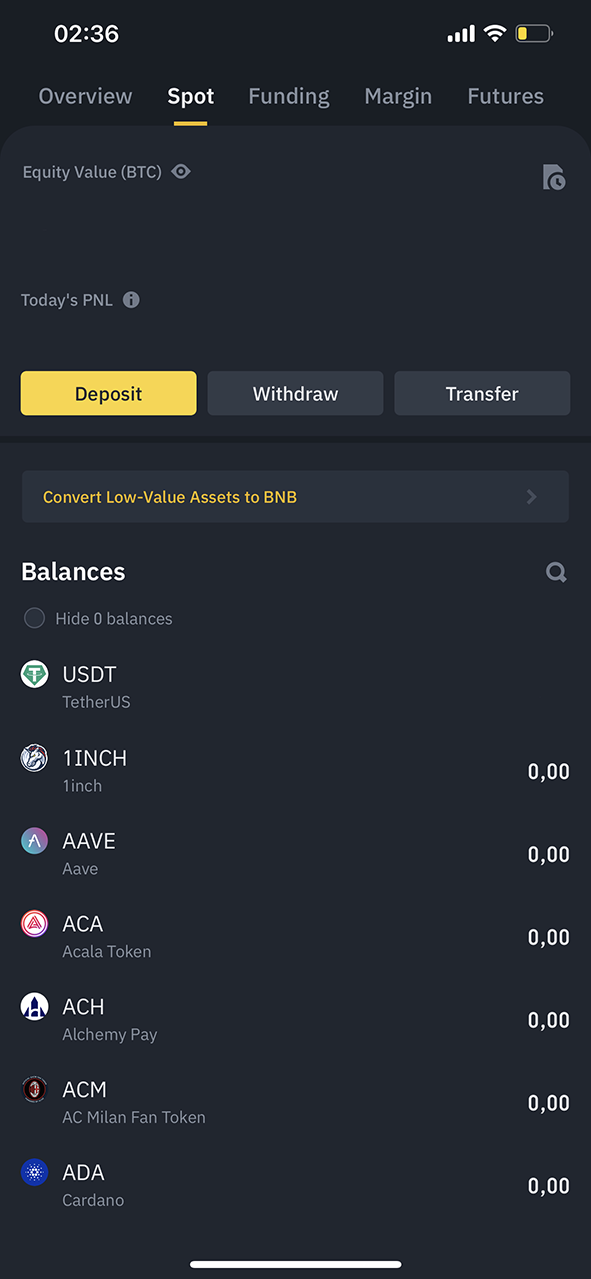 02:36
Overview Spot Funding Margin Futures
Equity Value (BTC)
Today's PNL
Deposit Withdraw Transfer
Convert Low-Value Assets to BNB
Balances
Hide 0 balances
USDT
TetherUS
1INCH
0,00
1inch
AAVE
0,00
Aave
ACA
0,00
Acala Token
ACH
0,00
Alchemy Pay
ACM
0,00
AC Milan Fan Token
ADA
0,00
Cardano